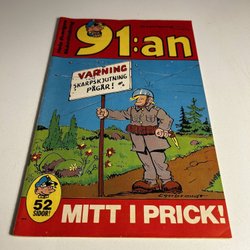 91:an
VARNING
SKARPSKJUTNING
PÅGÅR!
52
SIDOR!
MITT I PRICK!